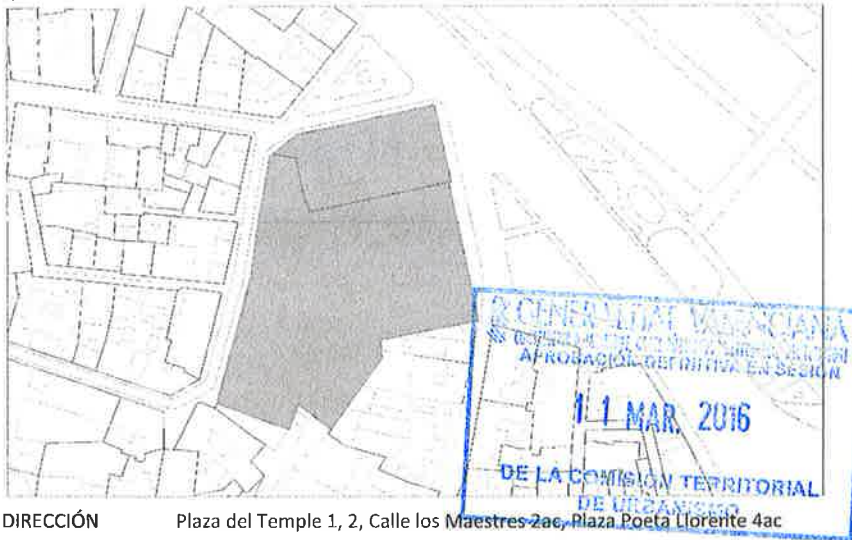 GENERALITAT VALENCIANA
APROBACIÓN DEFINITIVA EN SESIÓN
11 MAR. 2016
DE LA COMISIÓN TERRITORIAL
DE URBANISMO
DIRECCIÓN Plaza del Temple 1, 2, Calle los Maestres 2ac, Plaza Poeta Llorente 4ac